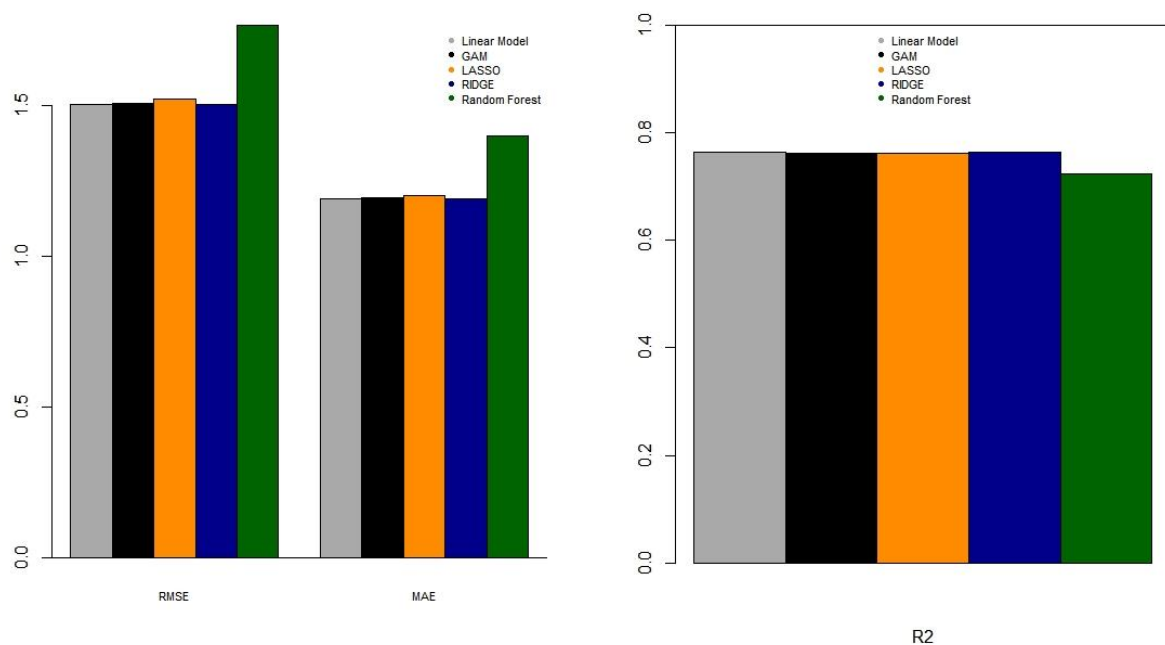 Linear Model
GAM
LASSO
RIDGE
Random Forest
1.5
1.0
0.5
0.0
RMSE MAE
Linear Model
GAM
LASSO
RIDGE
Random Forest
1.0
0.8
0.6
0.4
0.2
0.0
R2